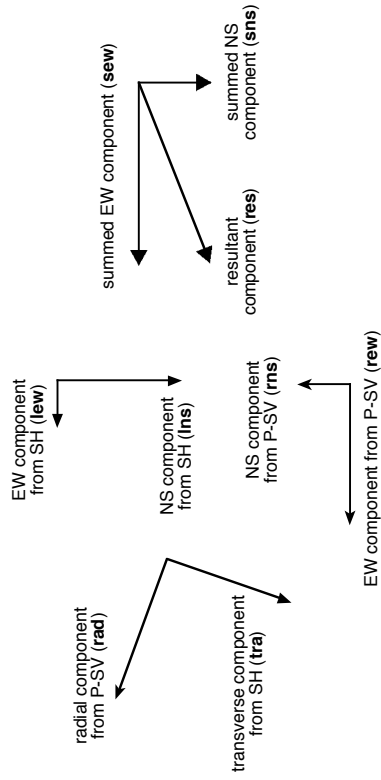 radial component
from P-SV (rad)
transverse component
from SH (tra)
EW component
from SH (lew)
NS component
from SH (lns)
NS component
from P-SV (rns)
EW component from P-SV (rew)
summed EW component (sew)
resultant
component (res)
summed NS
component (sns)